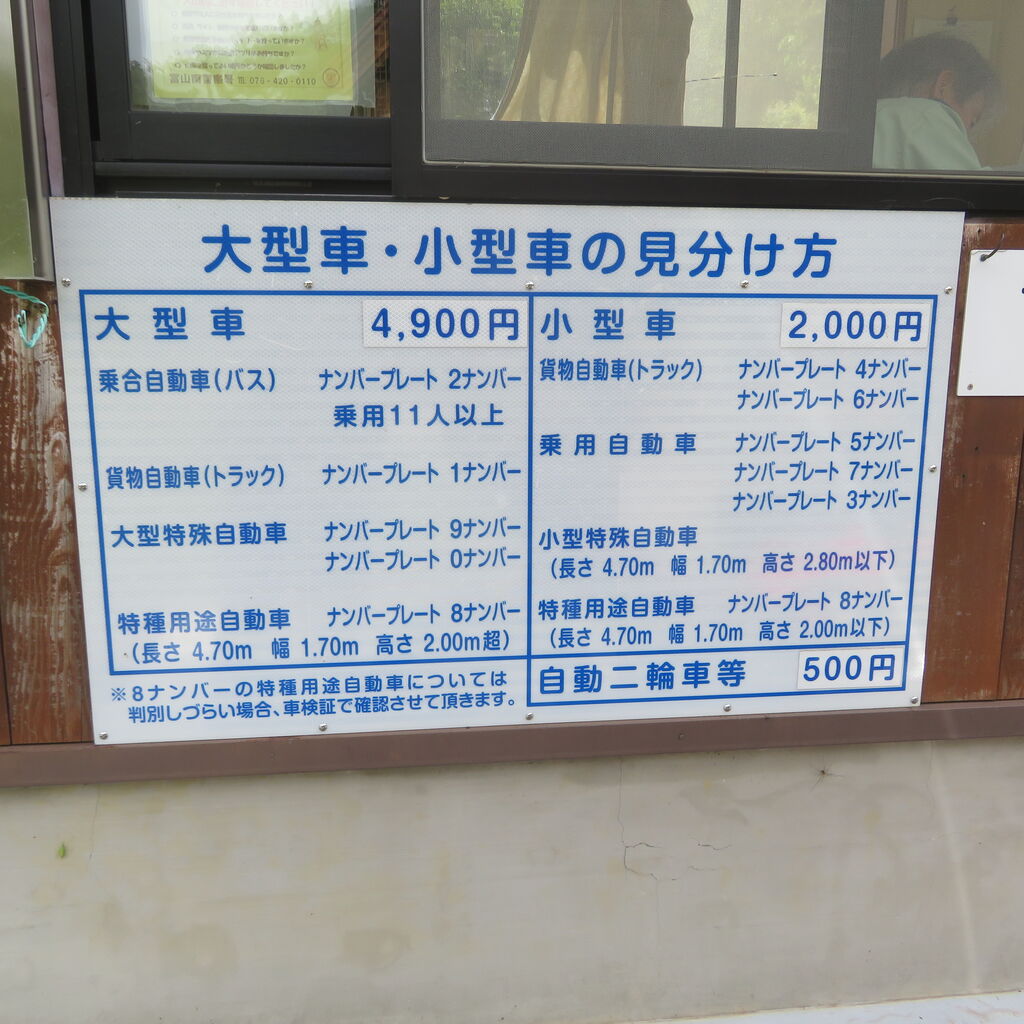 TEL 076-420-0110
大型車・小型車の見分け方
大型車 4,900円
乗合自動車(バス) ナンバープレート 2ナンバー
乗用11人以上
貨物自動車(トラック) ナンバープレート 1ナンバー
大型特殊自動車 ナンバープレート 9ナンバー
ナンバープレート 0ナンバー
特種用途自動車 ナンバープレート 8ナンバー
(長さ 4.70m 幅 1.70m 高さ 2.00m超)
※8ナンバーの特種用途自動車については
判別しづらい場合、車検証で確認させて頂きます。
小型車 2,000円
貨物自動車(トラック) ナンバープレート 4ナンバー
ナンバープレート 6ナンバー
乗用自動車 ナンバープレート 5ナンバー
ナンバープレート 7ナンバー
ナンバープレート 3ナンバー
小型特殊自動車
(長さ 4.70m 幅 1.70m 高さ 2.80m以下)
特種用途自動車 ナンバープレート 8ナンバー
(長さ 4.70m 幅 1.70m 高さ 2.00m以下)
自動二輪車等 500円